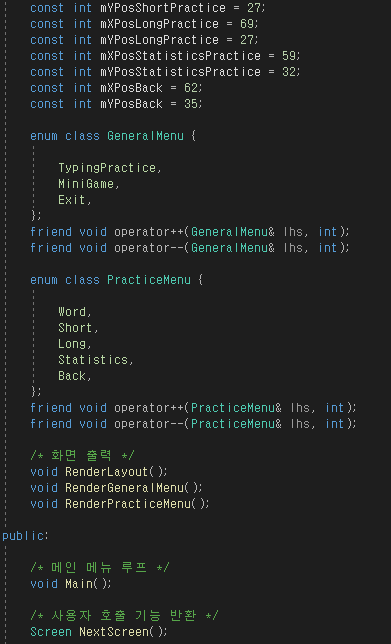 const int mYPosShortPractice = 27;
const int mXPosLongPractice = 69;
const int mYPosLongPractice = 27;
const int mXPosStatisticsPractice = 59;
const int mYPosStatisticsPractice = 32;
const int mXPosBack = 62;
const int mYPosBack = 35;
enum class GeneralMenu {
TypingPractice,
MiniGame,
Exit,
};
friend void operator++(GeneralMenu& lhs, int);
friend void operator--(GeneralMenu& lhs, int);
enum class PracticeMenu {
Word,
Short,
Long,
Statistics,
Back,
};
friend void operator++(PracticeMenu& lhs, int);
friend void operator--(PracticeMenu& lhs, int);
/* 화면 출력 */
void RenderLayout();
void RenderGeneralMenu();
void RenderPracticeMenu();
public:
/* 메인 메뉴 루프 */
void Main();
/* 사용자 호출 기능 반환 */
Screen NextScreen();